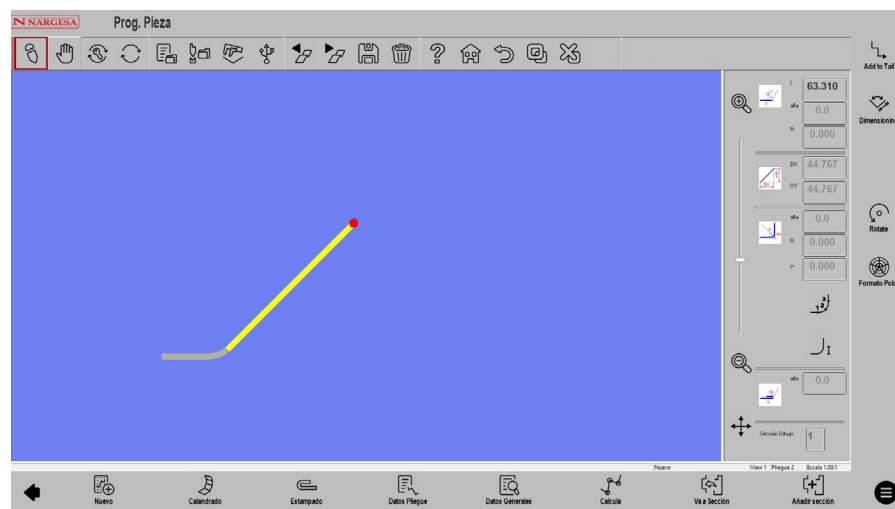 NARGESA
Prog. Pieza
Add to Tail
Dimensionin
Rotate
Formato Pola
l 63.310
alfa 0.0
R 0.000
DX 44.767
DY 44.767
alfa 0.0
R 0.000
P 0.000
alfa 0.0
Sección Dibujo 1
Nuevo View 1 Pliegue 2 Escala 1.00:1
Nuevo Calandrado Estampado Datos Pliegue Datos Generales Calcula Va a Sección Añadir sección